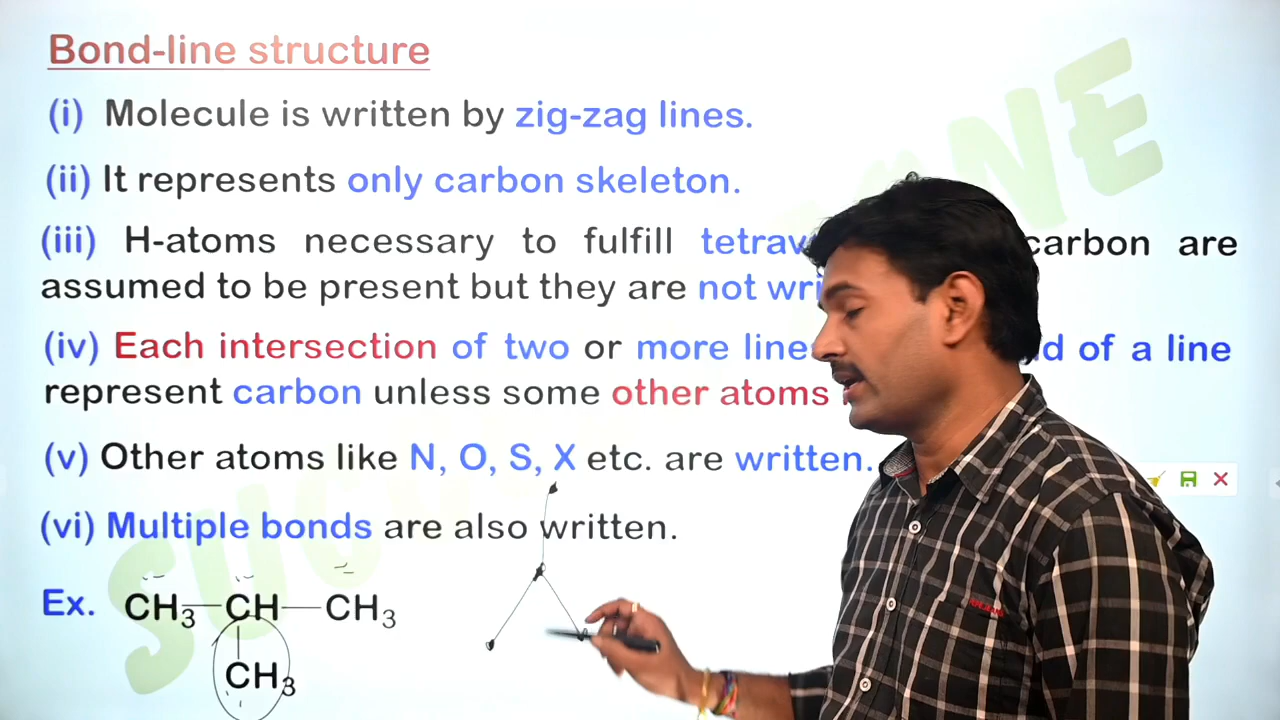 Bond-line structure
(i) Molecule is written by zig-zag lines.
(ii) It represents only carbon skeleton.
(iii) H-atoms necessary to fulfill carbon are
assumed to be present but they are not
(iv) Each intersection of two or more of a line
represent carbon unless some other atoms
(v) Other atoms like N, O, S, X etc. are written.
(vi) Multiple bonds are also written.
Ex. CH3—CH—CH3
CH3